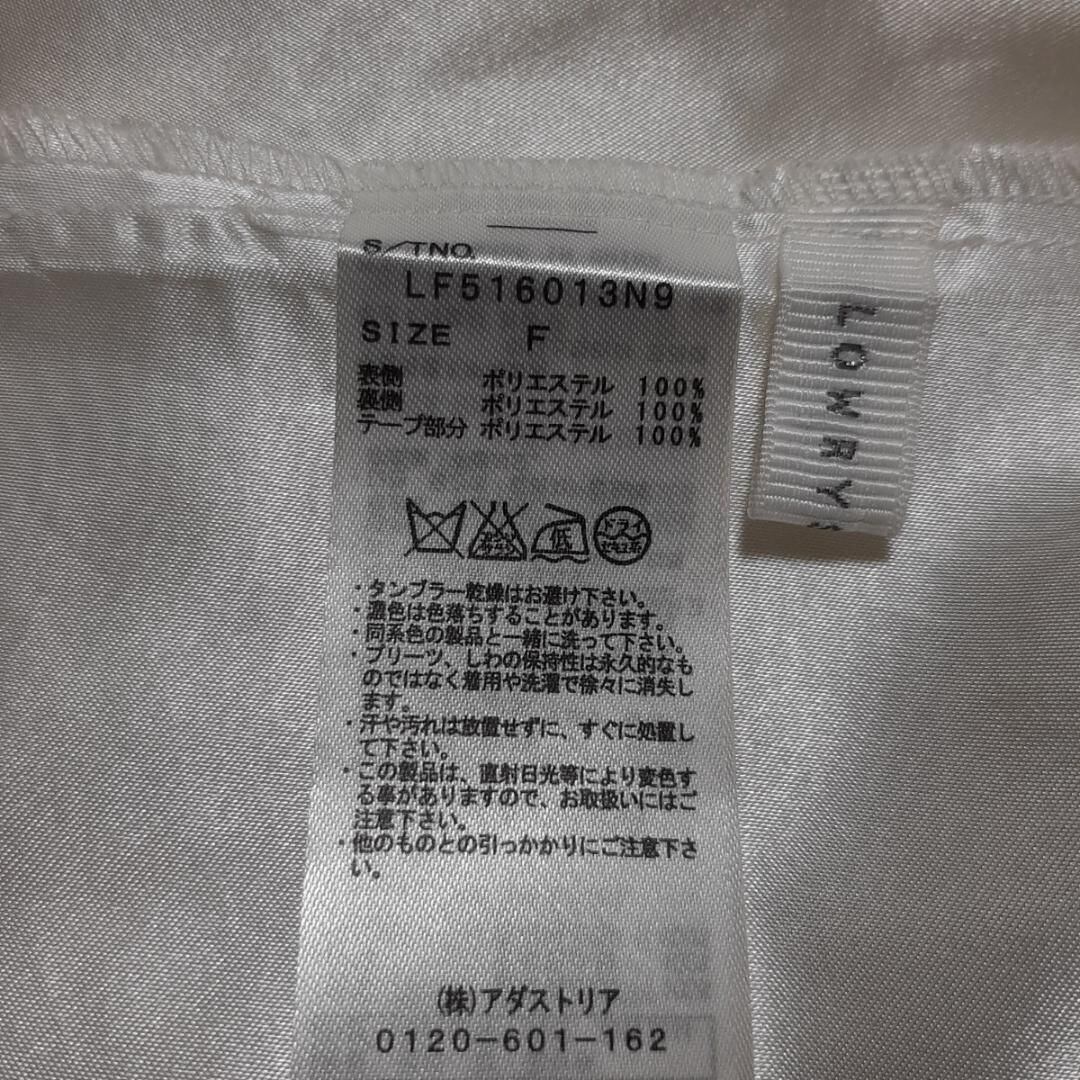 S/TNO.
LF516013N9
SIZE F
表側 ポリエステル 100%
裏側 ポリエステル 100%
テープ部分 ポリエステル 100%
低
ドライ
セキユ系
・タンブラー乾燥はお避け下さい。
・濃色は色落ちすることがあります。
・同系色の製品と一緒に洗って下さい。
・プリーツ、しわの保持性は永久的なも
のではなく着用や洗濯で徐々に消失し
ます。
・汗や汚れは放置せずに、すぐに処置し
て下さい。
・この製品は、直射日光等により変色す
る事がありますので、お取扱いにはご
注意下さい。
・他のものとの引っかかりにご注意下さ
い。
(株)アダストリア
0120-601-162
LOWRYS